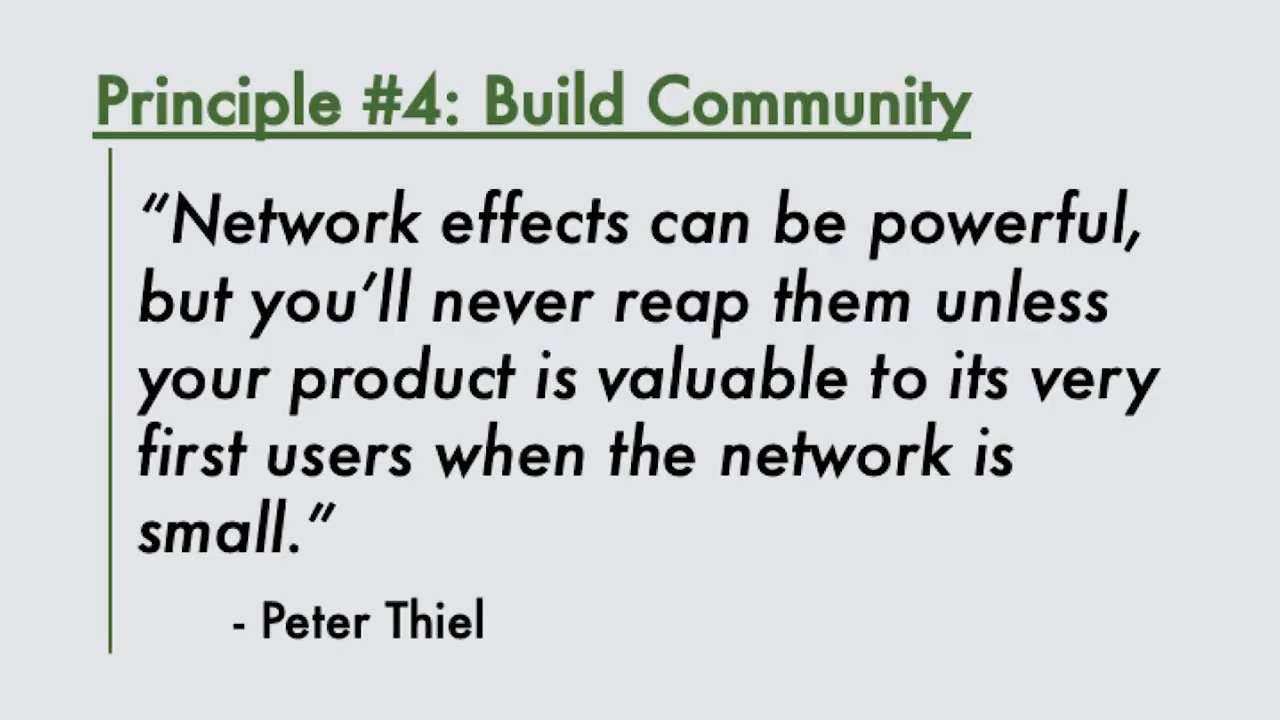 Principle #4: Build Community
“Network effects can be powerful,
but you’ll never reap them unless
your product is valuable to its very
first users when the network is
small.”
- Peter Thiel